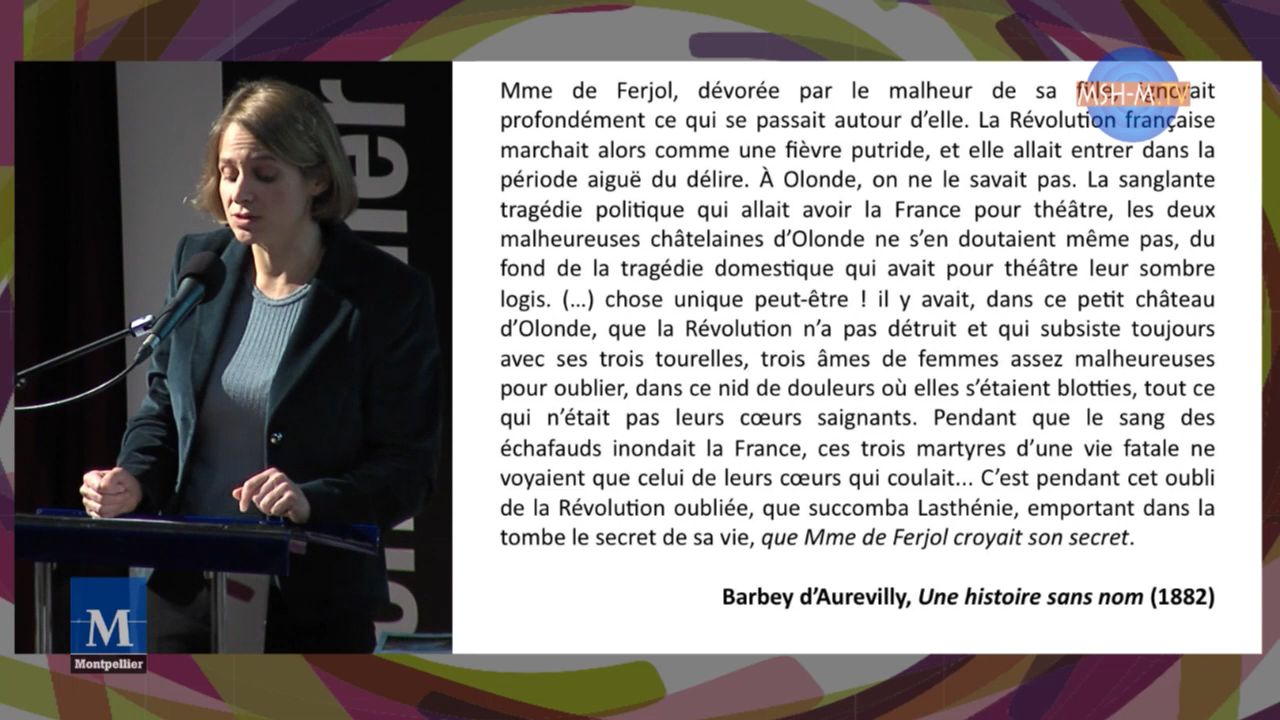 Mme de Ferjol, dévorée par le malheur de sa
profondément ce qui se passait autour d’elle. La Révolution française
marchait alors comme une fièvre putride, et elle allait entrer dans la
période aiguë du délire. À Olonde, on ne le savait pas. La sanglante
tragédie politique qui allait avoir la France pour théâtre, les deux
malheureuses châtelaines d’Olonde ne s’en doutaient même pas, du
fond de la tragédie domestique qui avait pour théâtre leur sombre
logis. (…) chose unique peut-être ! il y avait, dans ce petit château
d’Olonde, que la Révolution n’a pas détruit et qui subsiste toujours
avec ses trois tourelles, trois âmes de femmes assez malheureuses
pour oublier, dans ce nid de douleurs où elles s’étaient blotties, tout ce
qui n’était pas leurs cœurs saignants. Pendant que le sang des
échafauds inondait la France, ces trois martyres d’une vie fatale ne
voyaient que celui de leurs cœurs qui coulait... C’est pendant cet oubli
de la Révolution oubliée, que succomba Lasthénie, emportant dans la
tombe le secret de sa vie, que Mme de Ferjol croyait son secret.
Barbey d’Aurevilly, Une histoire sans nom (1882)
MSH-M.TV
M
Montpellier